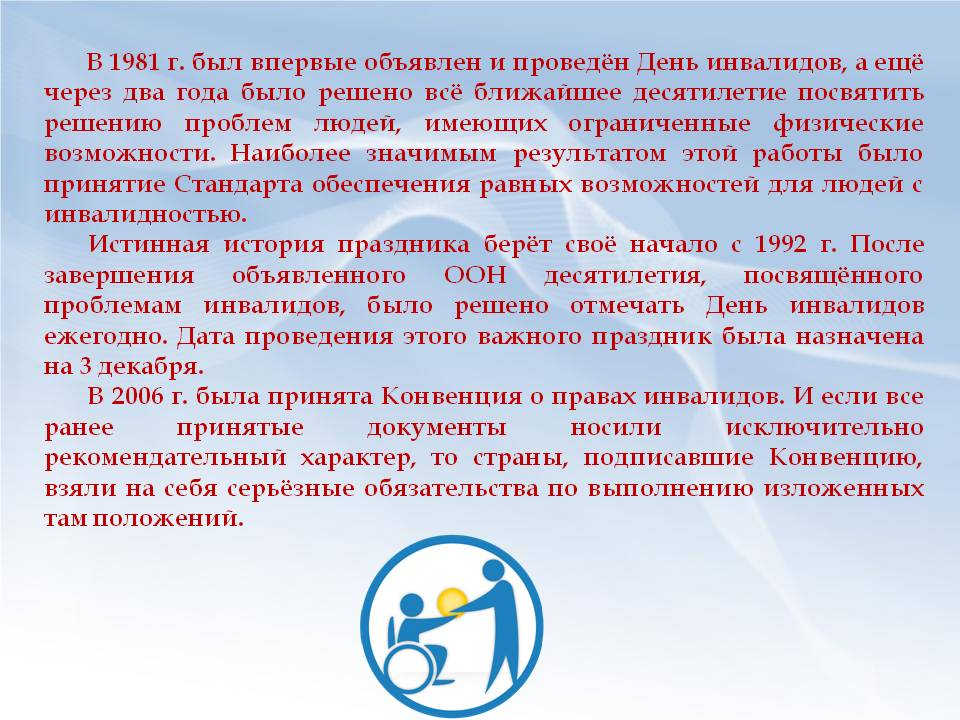 В 1981 г. был впервые объявлен и проведён День инвалидов, а ещё
через два года было решено всё ближайшее десятилетие посвятить
решению проблем людей, имеющих ограниченные физические
возможности. Наиболее значимым результатом этой работы было
принятие Стандарта обеспечения равных возможностей для людей с
инвалидностью.
Истинная история праздника берёт своё начало с 1992 г. После
завершения объявленного ООН десятилетия, посвящённого
проблемам инвалидов, было решено отмечать День инвалидов
ежегодно. Дата проведения этого важного праздник была назначена
на 3 декабря.
В 2006 г. была принята Конвенция о правах инвалидов. И если все
ранее принятые документы носили исключительно
рекомендательный характер, то страны, подписавшие Конвенцию,
взяли на себя серьёзные обязательства по выполнению изложенных
там положений.